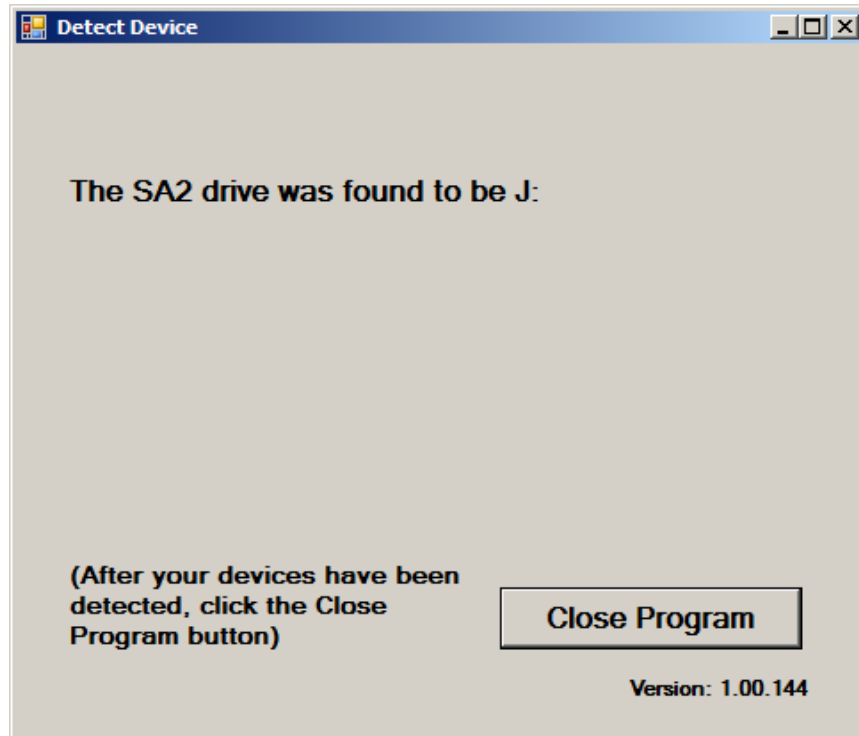 Detect Device
The SA2 drive was found to be J:
(After your devices have been
detected, click the Close
Program button)
Close Program
Version: 1.00.144